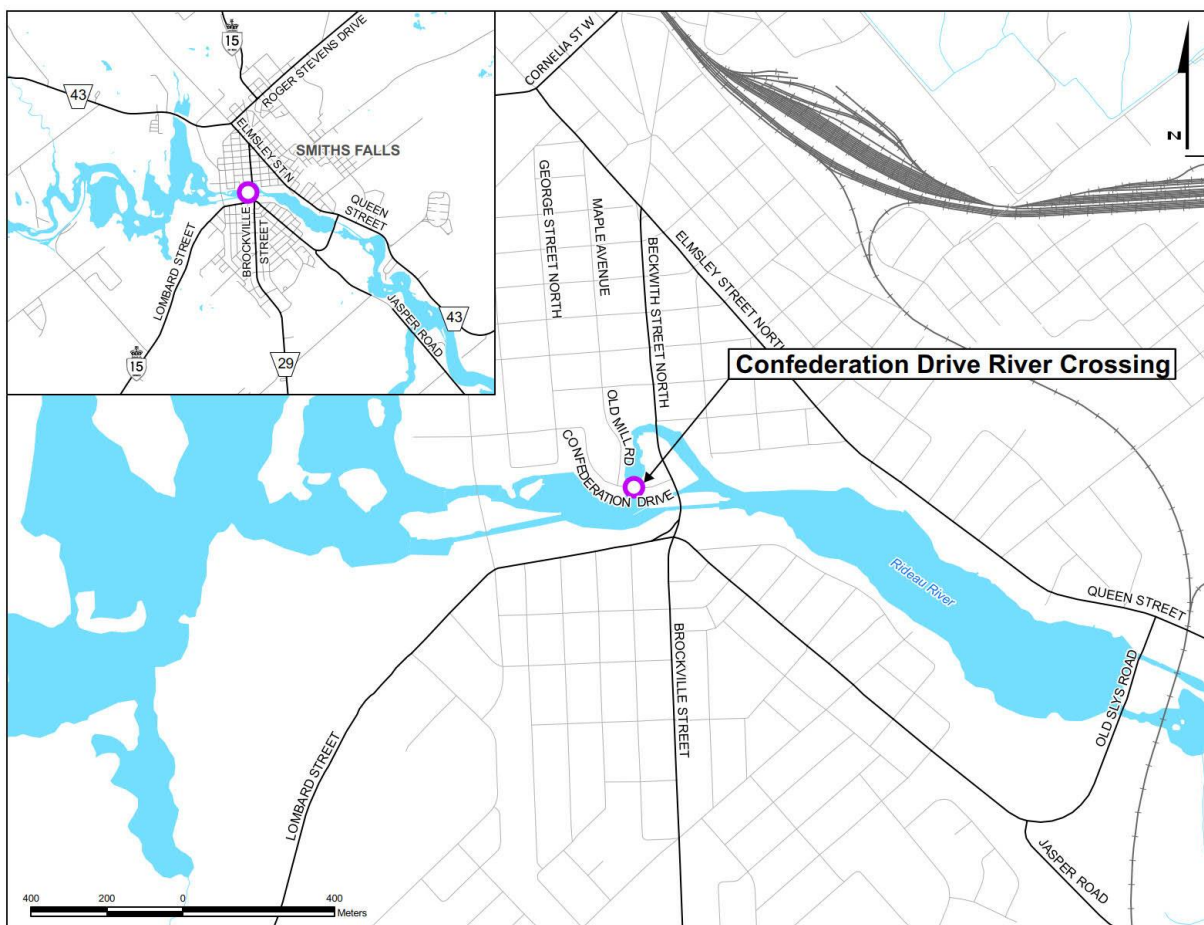 15
ROGER STEVENS DRIVE
43
ELMSLEY ST N
SMITHS FALLS
QUEEN
STREET
LOMBARD STREET
BROCKVILLE
STREET
JASPER ROAD
43
15
29
CORNELIA ST W
N
GEORGE STREET NORTH
MAPLE AVENUE
BECKWITH STREET NORTH
ELMSLEY STREET NORTH
Confederation Drive River Crossing
OLD MILL RD
CONFEDERATION DRIVE
Rideau River
QUEEN STREET
OLD SLYS ROAD
BROCKVILLE STREET
LOMBARD STREET
JASPER ROAD
400 200 0 400
Meters